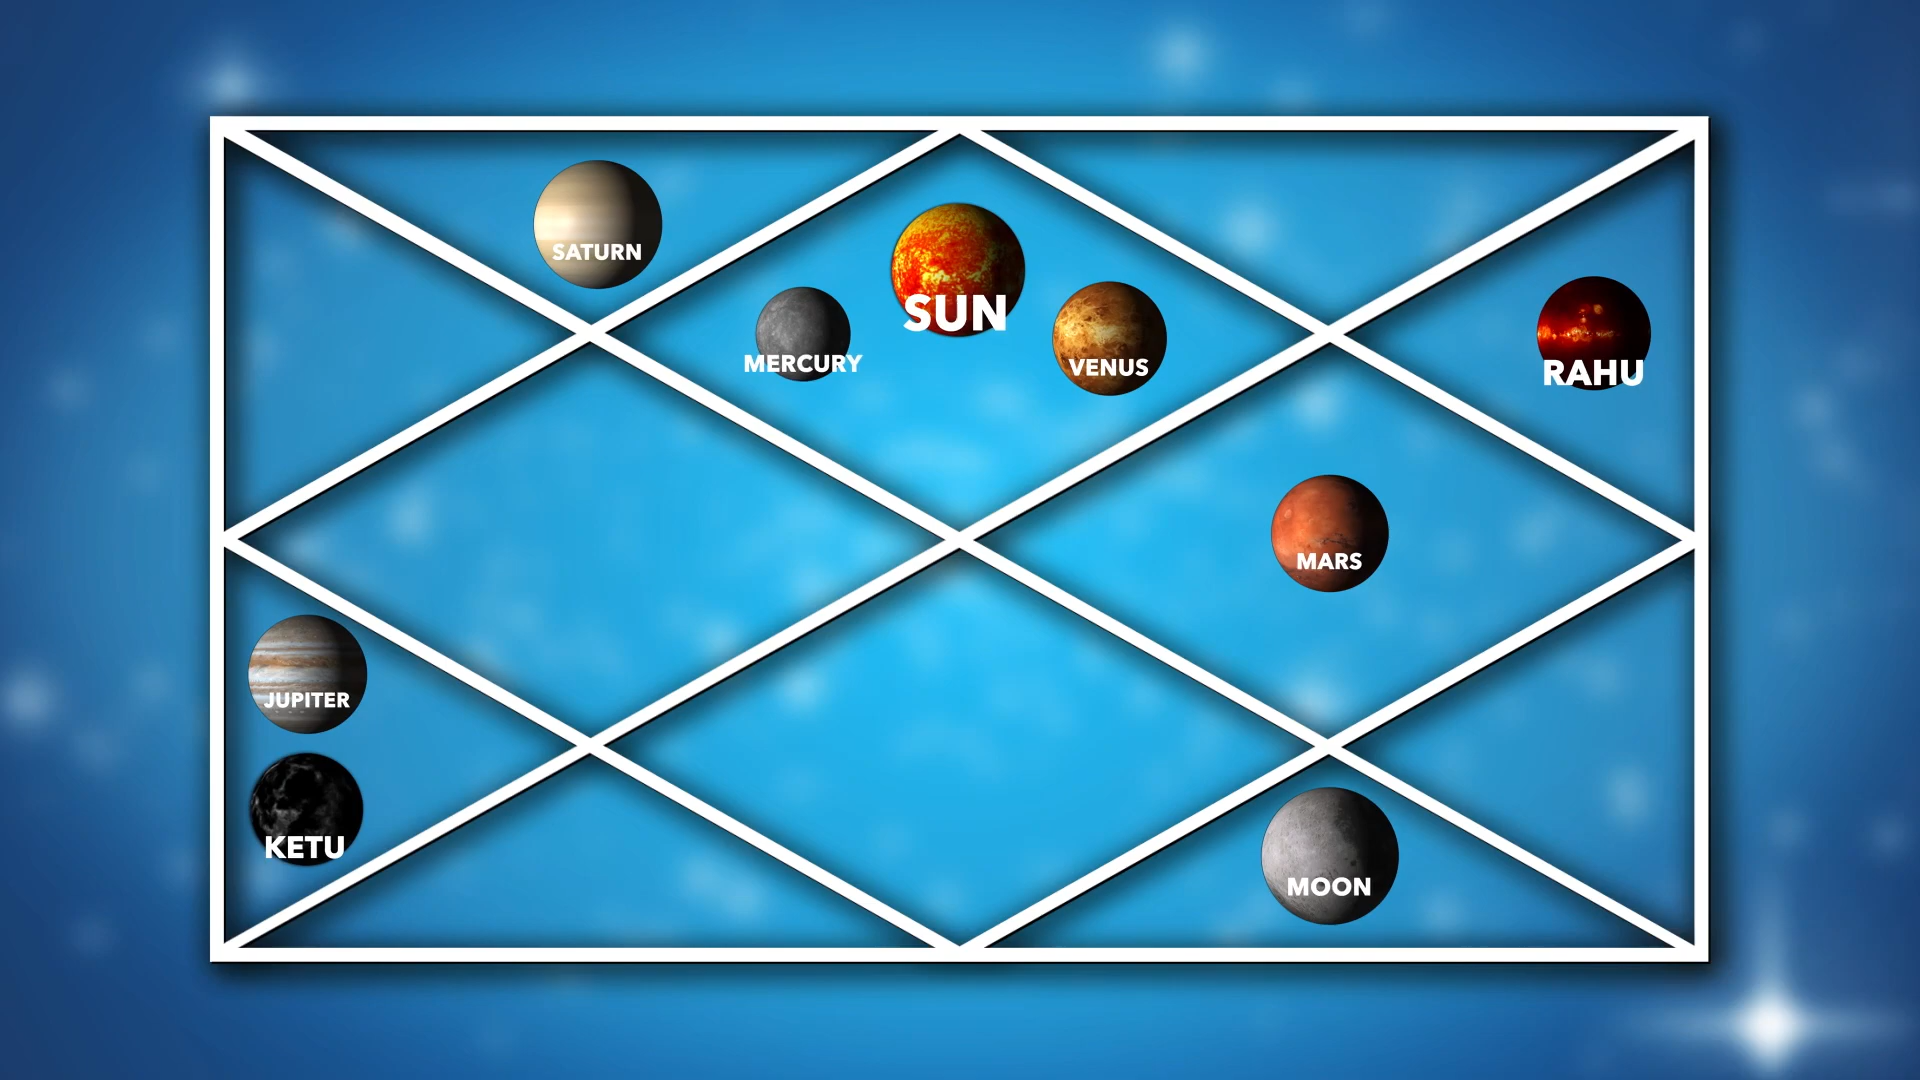 SATURN
SUN
MERCURY
VENUS
RAHU
MARS
JUPITER
KETU
MOON